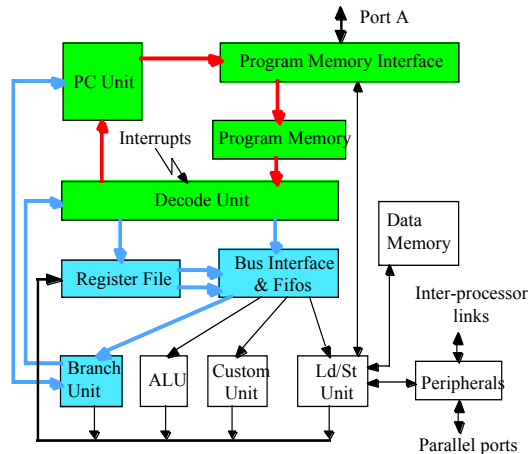 Port A
PC Unit
Program Memory Interface
Interrupts
Program Memory
Decode Unit
Data
Memory
Register File
Bus Interface
& Fifos
Inter-processor
links
Branch
Unit
ALU
Custom
Unit
Ld/St
Unit
Peripherals
Parallel ports